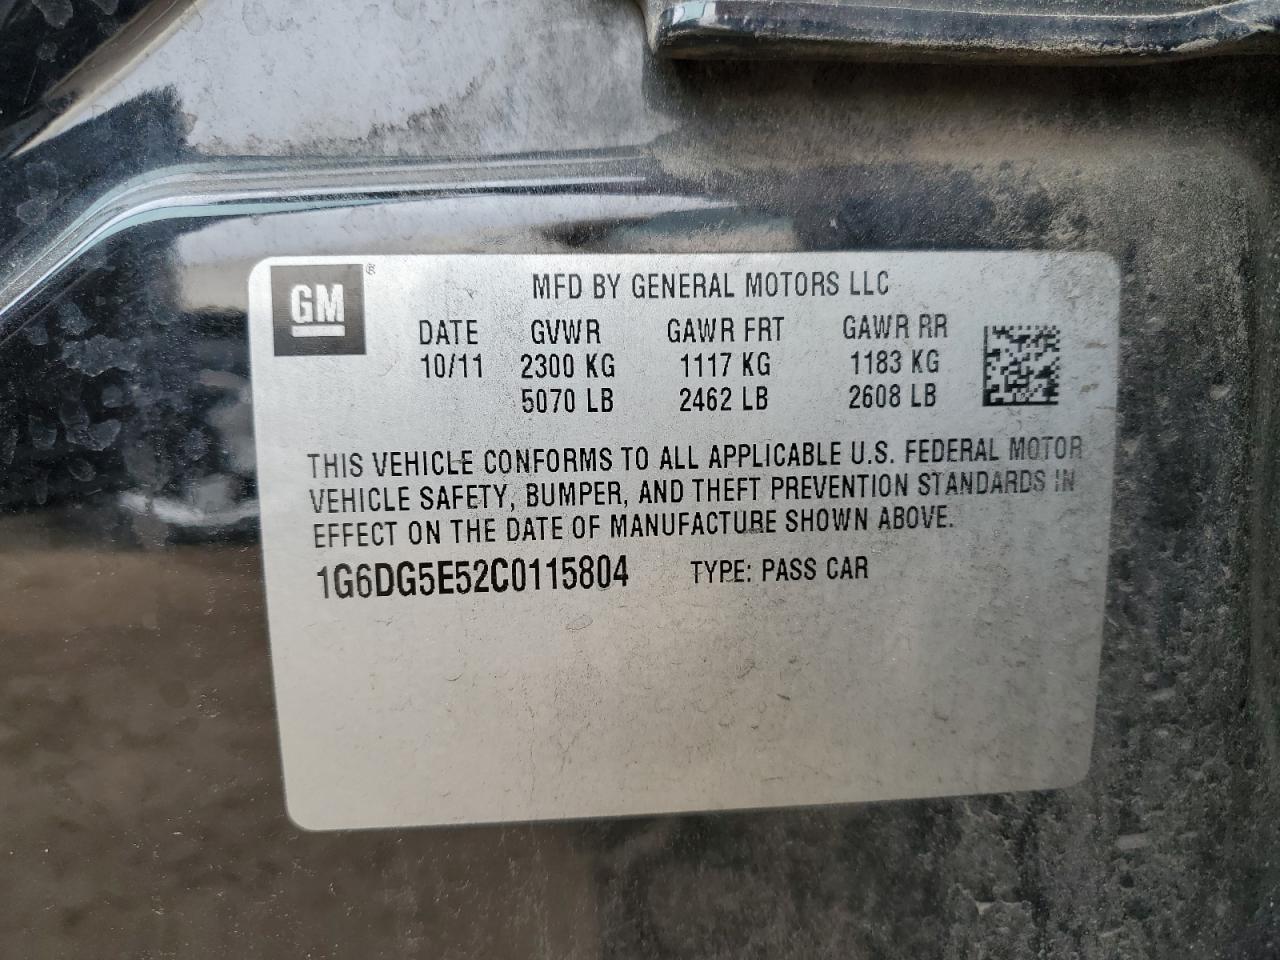 GM ®
MFD BY GENERAL MOTORS LLC
DATE GVWR GAWR FRT GAWR RR
10/11 2300 KG 1117 KG 1183 KG
5070 LB 2462 LB 2608 LB
THIS VEHICLE CONFORMS TO ALL APPLICABLE U.S. FEDERAL MOTOR
VEHICLE SAFETY, BUMPER, AND THEFT PREVENTION STANDARDS IN
EFFECT ON THE DATE OF MANUFACTURE SHOWN ABOVE.
1G6DG5E52C0115804 TYPE: PASS CAR